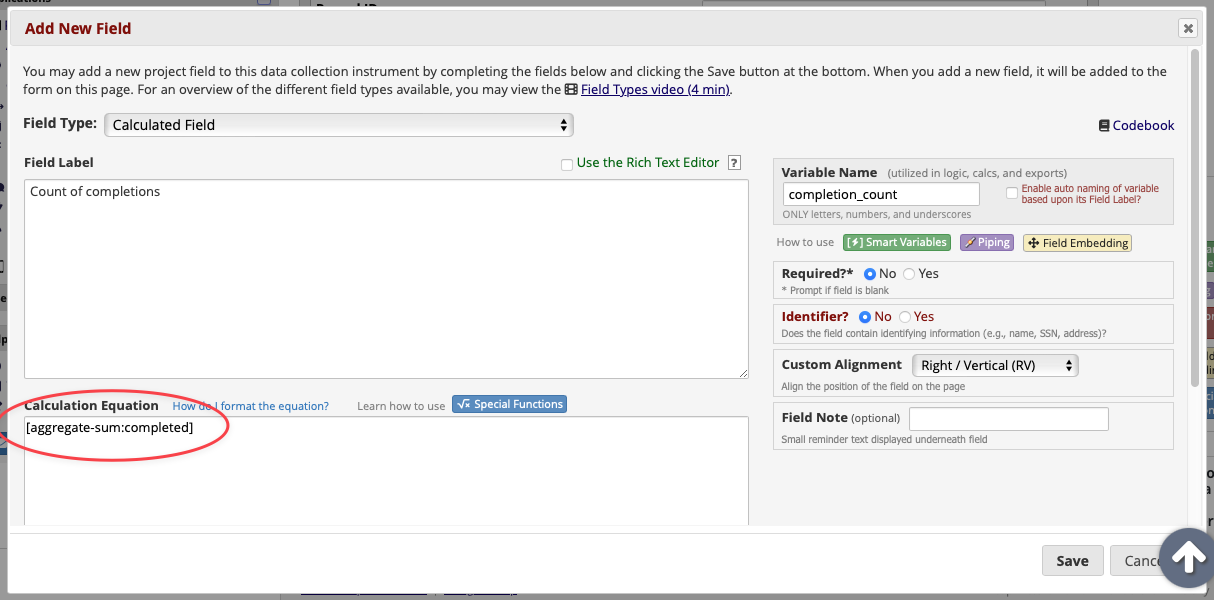 Add New Field
You may add a new project field to this data collection instrument by completing the fields below and clicking the Save button at the bottom. When you add a new field, it will be added to the
form on this page. For an overview of the different field types available, you may view the Field Types video (4 min).
Field Type: Calculated Field
Codebook
Field Label
Use the Rich Text Editor ?
Count of completions
Variable Name (utilized in logic, calcs, and exports)
completion_count
Enable auto naming of variable
based upon its Field Label?
ONLY letters, numbers, and underscores
How to use [⚡] Smart Variables Piping Field Embedding
Required?* No Yes
* Prompt if field is blank
Identifier? No Yes
Does the field contain identifying information (e.g., name, SSN, address)?
Custom Alignment Right / Vertical (RV)
Align the position of the field on the page
Field Note (optional)
Small reminder text displayed underneath field
Calculation Equation How do I format the equation? Learn how to use √x Special Functions
[aggregate-sum:completed]
Save